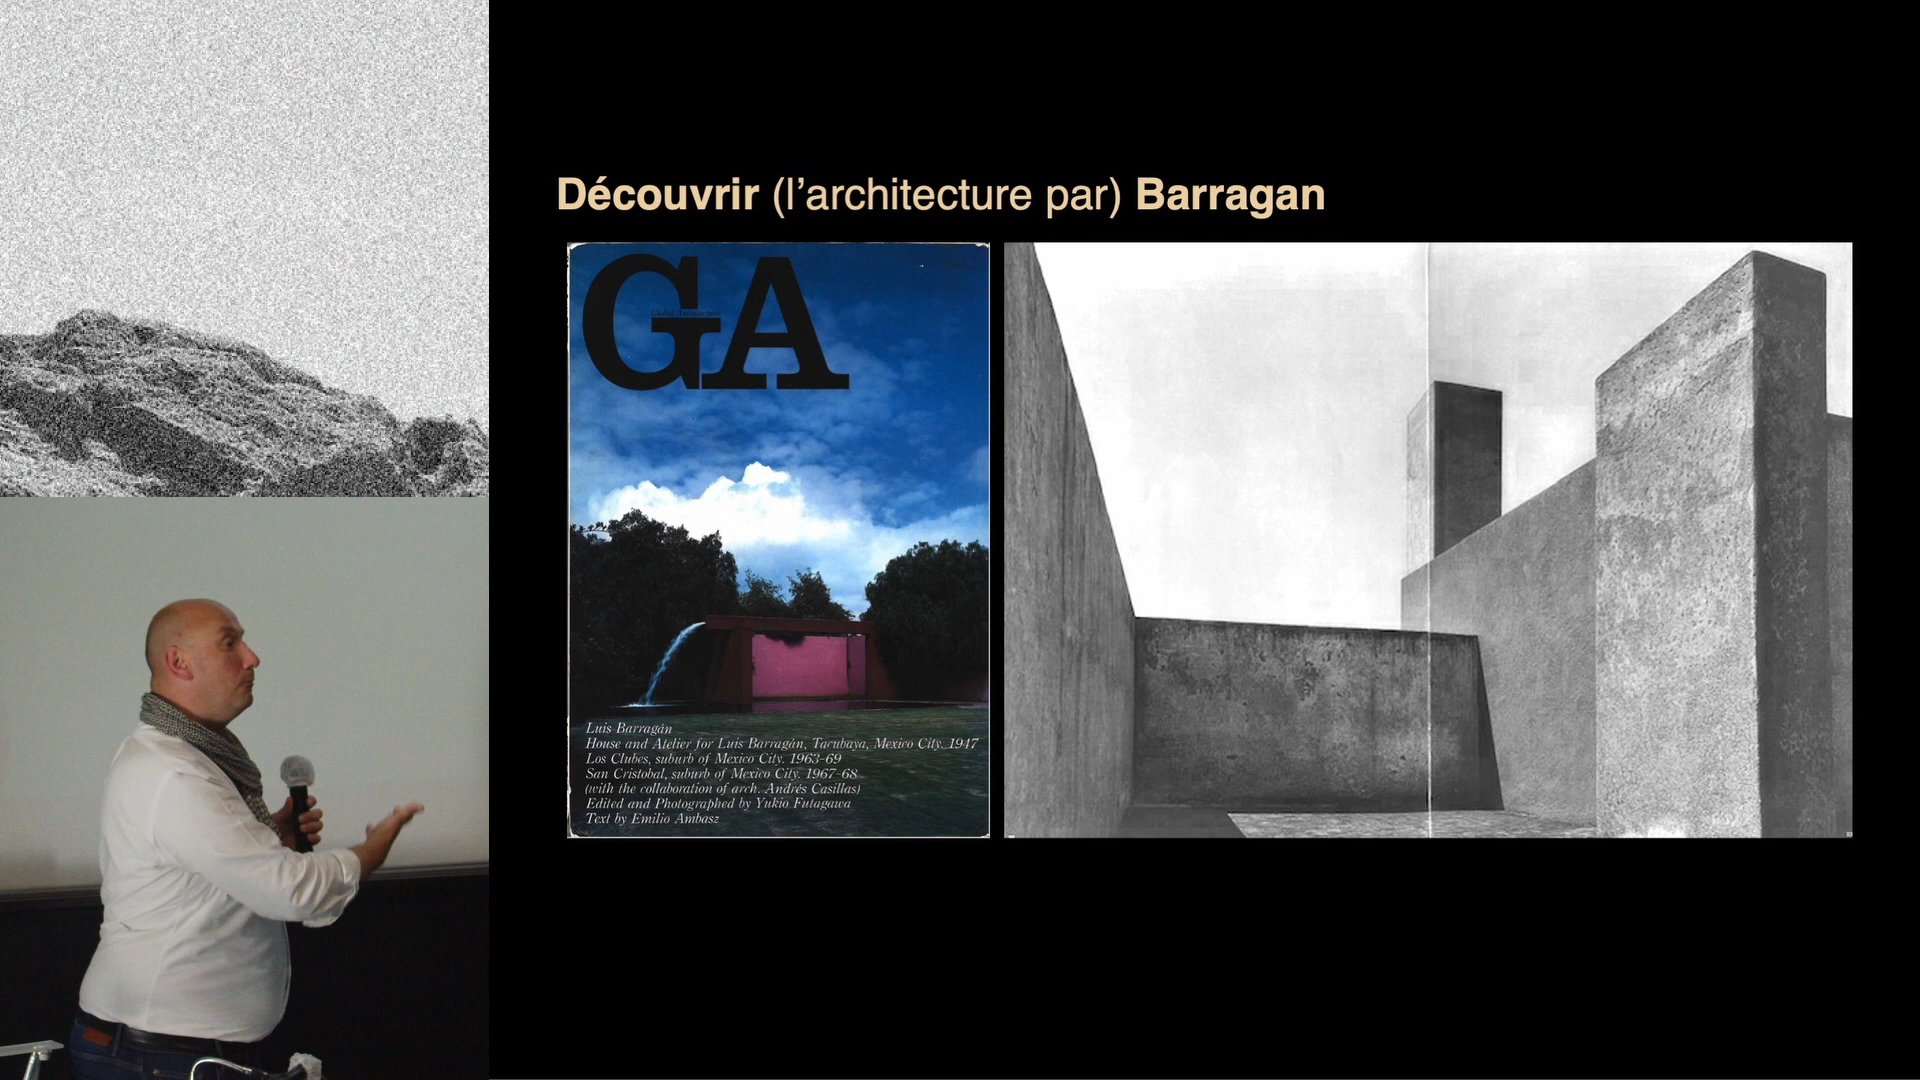 Découvrir (l’architecture par) Barragan
GA
Global Architecture
Luis Barragán
House and Atelier for Luis Barragán, Tacubaya, Mexico City. 1947
Los Clubes, suburb of Mexico City. 1963-69
San Cristobal, suburb of Mexico City. 1967-68
(with the collaboration of arch. Andrés Casillas)
Edited and Photographed by Yukio Futagawa
Text by Emilio Ambasz